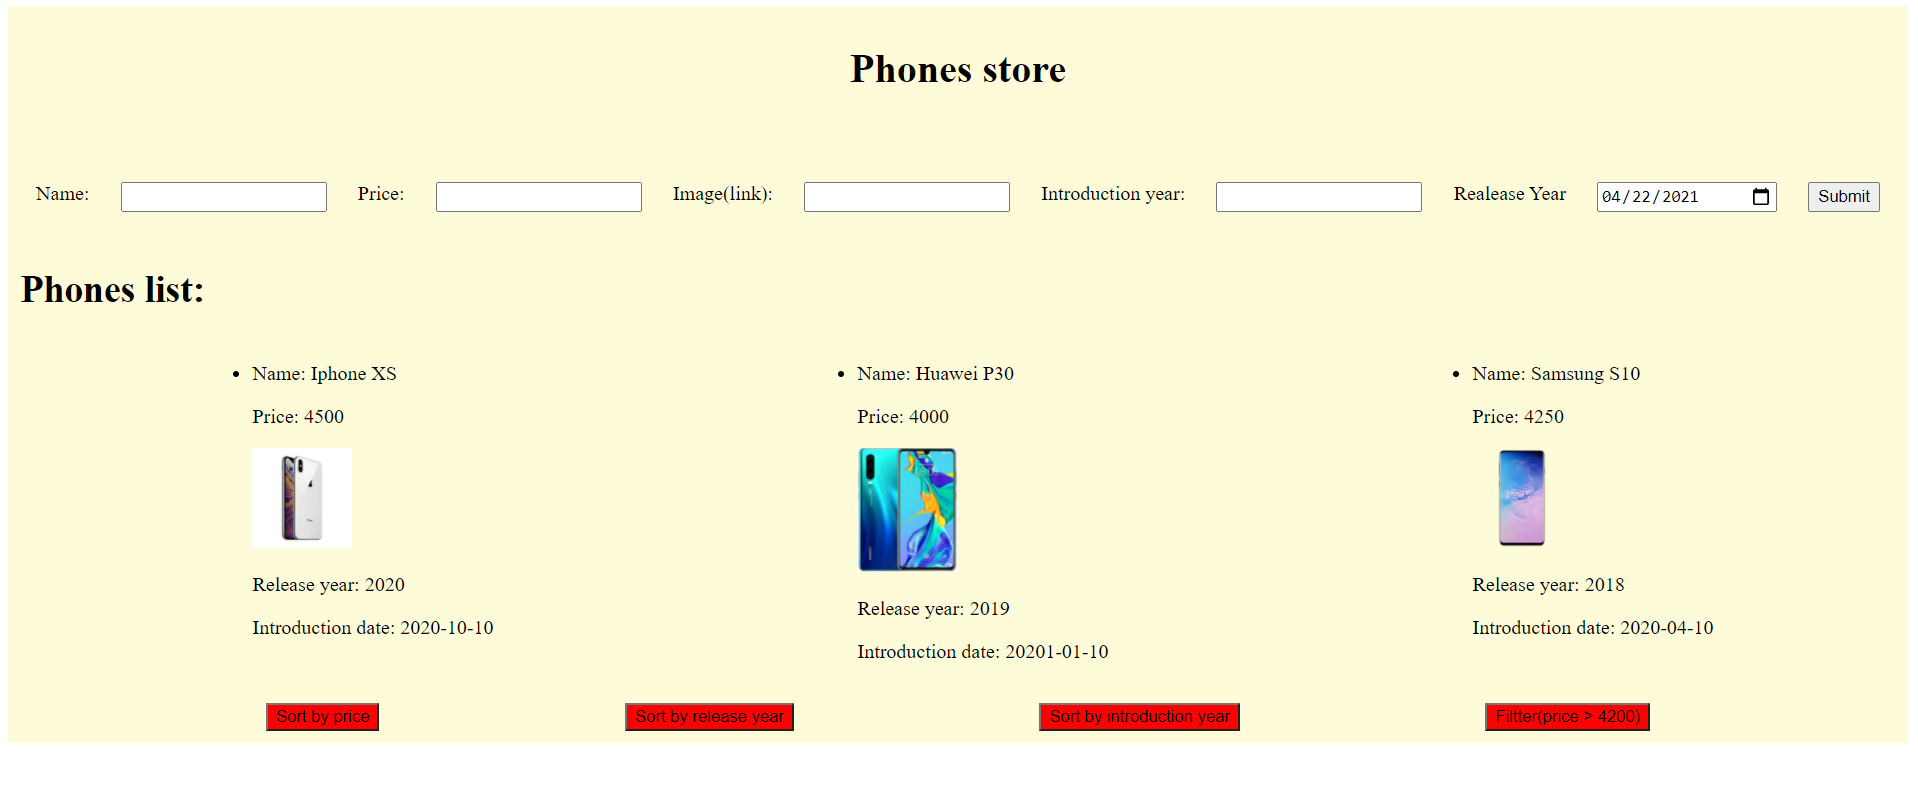 Phones store
Name: Price: Image(link): Introduction year: Realease Year 04/22/2021 Submit
Phones list:
Name: Iphone XS
Price: 4500
Release year: 2020
Introduction date: 2020-10-10
Name: Huawei P30
Price: 4000
Release year: 2019
Introduction date: 20201-01-10
Name: Samsung S10
Price: 4250
Release year: 2018
Introduction date: 2020-04-10
Sort by price Sort by release year Sort by introduction year Filtter(price > 4200)